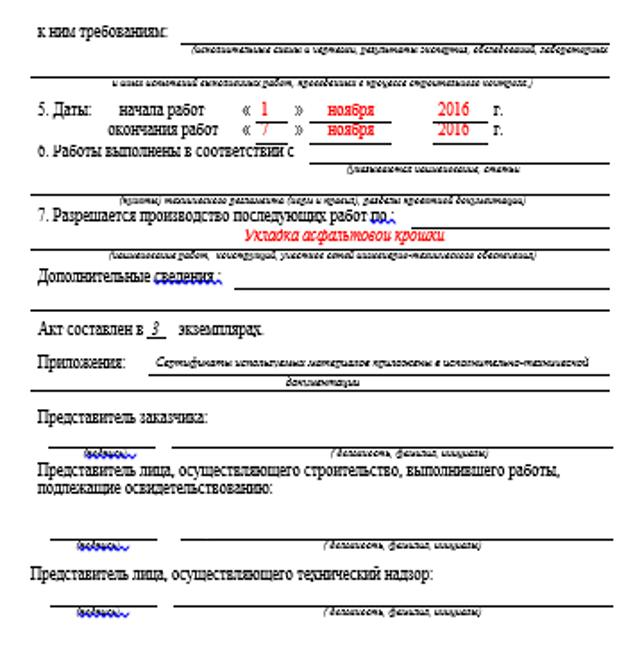 к ним требованиям:
(исполнительные схемы и чертежи, результаты экспертиз, обследований, лабораторных
и иных испытаний выполненных работ, проведенных в процессе строительного контроля.)
5. Даты: начала работ « 1 » ноября 2016 г.
окончания работ « 7 » ноября 2016 г.
6. Работы выполнены в соответствии с
(указываются наименование, статьи
(пункты) технического регламента (норм и правил), разделы проектной документации)
7. Разрешается производство последующих работ по :
Укладка асфальтовой крошки
(наименование работ, конструкций, участков сетей инженерно-технического обеспечения)
Дополнительные сведения :
Акт составлен в 3 экземплярах.
Приложения: Сертификаты используемых материалов приложены в исполнительно-технической
документации
Представитель заказчика:
(подпись) (должность, фамилия, инициалы)
Представитель лица, осуществляющего строительство, выполнившего работы,
подлежащие освидетельствованию:
(подпись) (должность, фамилия, инициалы)
Представитель лица, осуществляющего технический надзор:
(подпись) (должность, фамилия, инициалы)